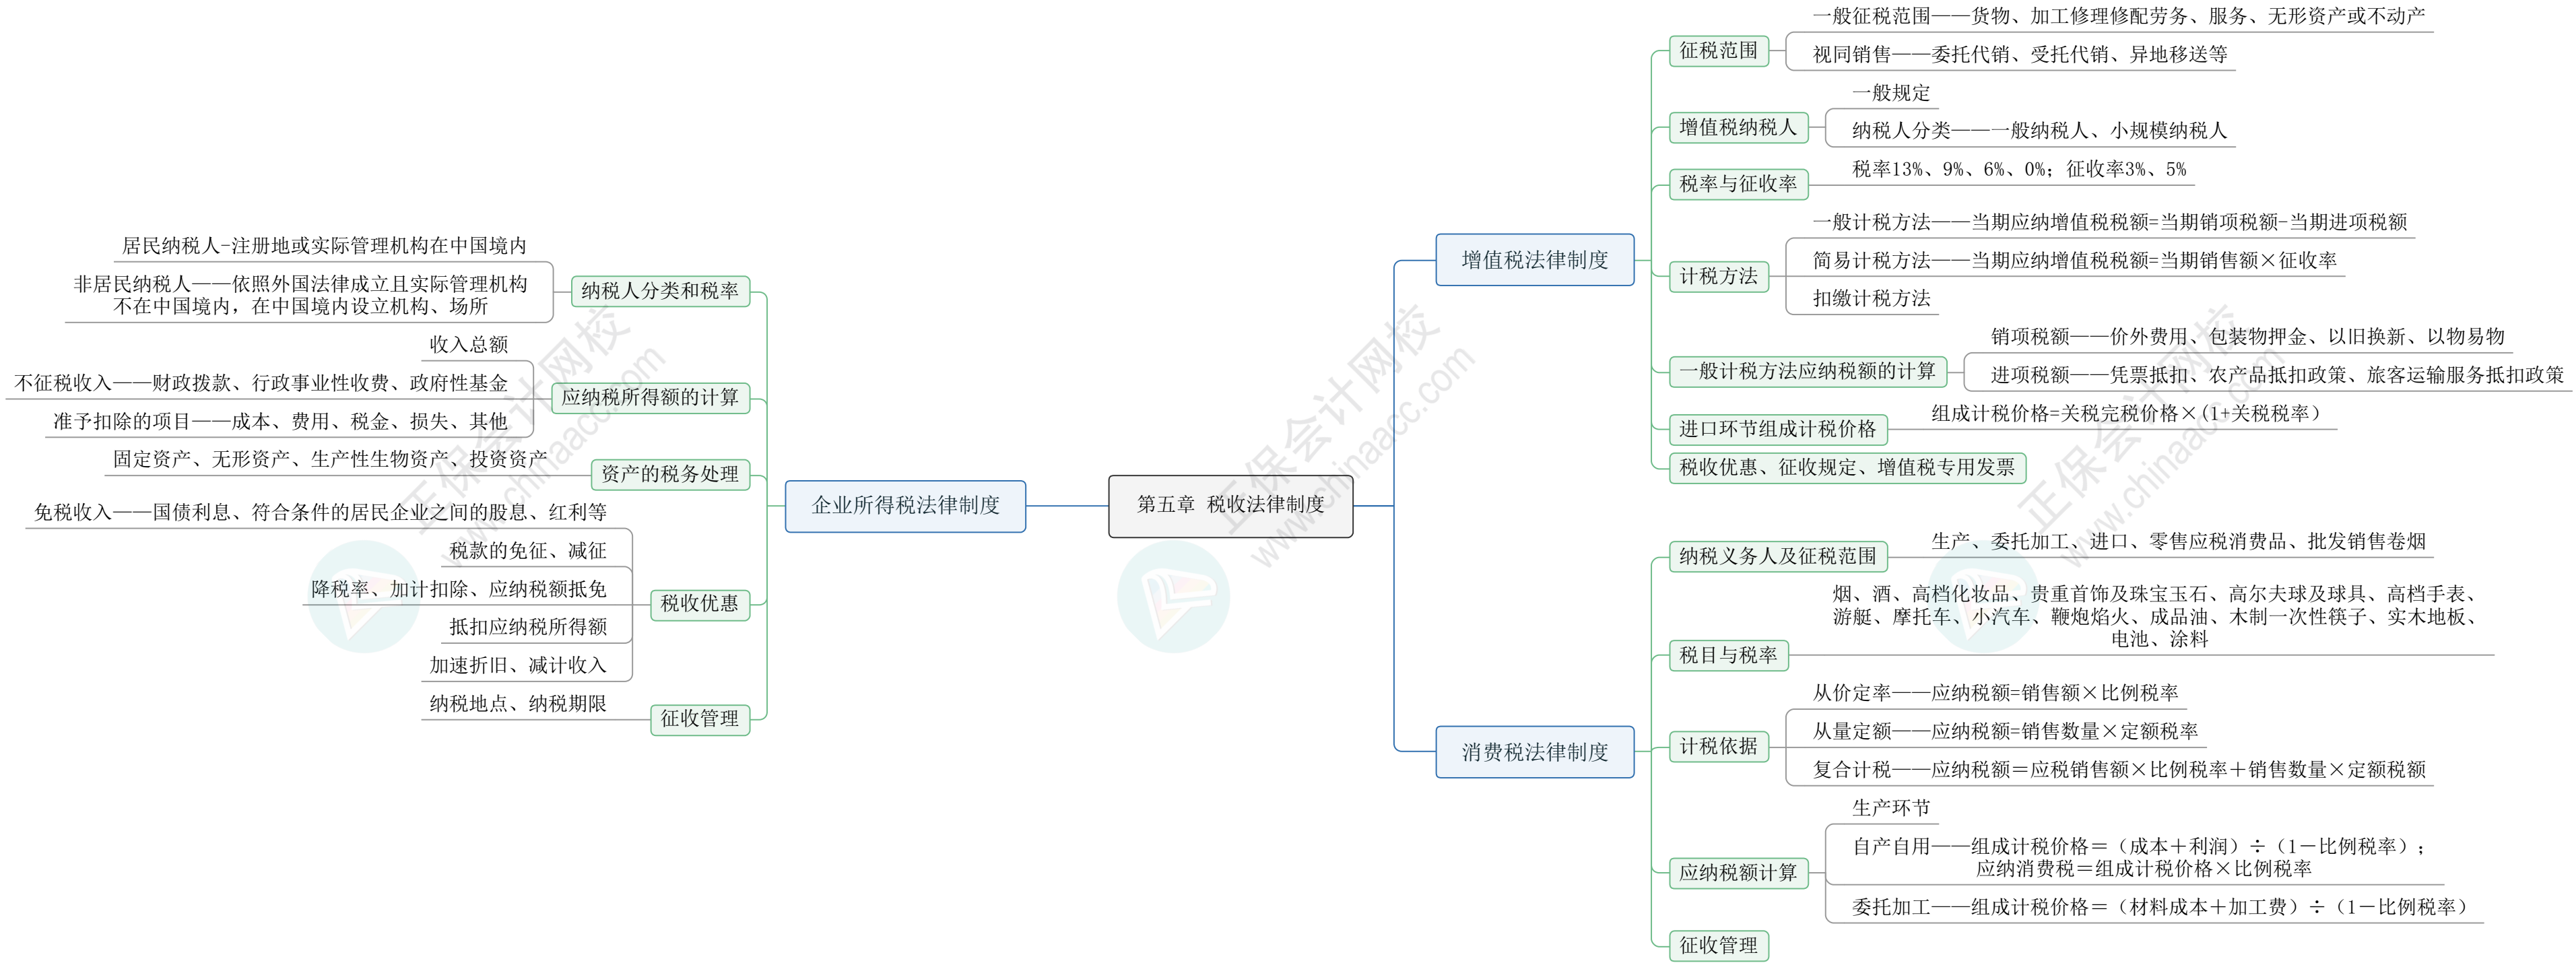 第五章 税收法律制度
增值税法律制度
征税范围
一般征税范围——货物、加工修理修配劳务、服务、无形资产或不动产
视同销售——委托代销、受托代销、异地移送等
增值税纳税人
一般规定
纳税人分类——一般纳税人、小规模纳税人
税率与征收率
税率13%、9%、6%、0%；征收率3%、5%
计税方法
一般计税方法——当期应纳增值税税额=当期销项税额-当期进项税额
简易计税方法——当期应纳增值税税额=当期销售额×征收率
扣缴计税方法
一般计税方法应纳税额的计算
销项税额——价外费用、包装物押金、以旧换新、以物易物
进项税额——凭票抵扣、农产品抵扣政策、旅客运输服务抵扣政策
进口环节组成计税价格
组成计税价格=关税完税价格×(1+关税税率）
税收优惠、征收规定、增值税专用发票
消费税法律制度
纳税义务人及征税范围
生产、委托加工、进口、零售应税消费品、批发销售卷烟
税目与税率
烟、酒、高档化妆品、贵重首饰及珠宝玉石、高尔夫球及球具、高档手表、
游艇、摩托车、小汽车、鞭炮焰火、成品油、木制一次性筷子、实木地板、
电池、涂料
计税依据
从价定率——应纳税额=销售额×比例税率
从量定额——应纳税额=销售数量×定额税率
复合计税——应纳税额＝应税销售额×比例税率＋销售数量×定额税额
应纳税额计算
生产环节
自产自用——组成计税价格＝（成本＋利润）÷（1－比例税率）；
应纳消费税＝组成计税价格×比例税率
委托加工——组成计税价格＝（材料成本＋加工费）÷（1－比例税率）
征收管理
企业所得税法律制度
纳税人分类和税率
居民纳税人-注册地或实际管理机构在中国境内
非居民纳税人——依照外国法律成立且实际管理机构
不在中国境内，在中国境内设立机构、场所
应纳税所得额的计算
收入总额
不征税收入——财政拨款、行政事业性收费、政府性基金
准予扣除的项目——成本、费用、税金、损失、其他
资产的税务处理
固定资产、无形资产、生产性生物资产、投资资产
税收优惠
免税收入——国债利息、符合条件的居民企业之间的股息、红利等
税款的免征、减征
降税率、加计扣除、应纳税额抵免
抵扣应纳税所得额
加速折旧、减计收入
征收管理
纳税地点、纳税期限
正保会计网校
www.chinaacc.com
正保会计网校
www.chinaacc.com
正保会计网校
www.chinaacc.com